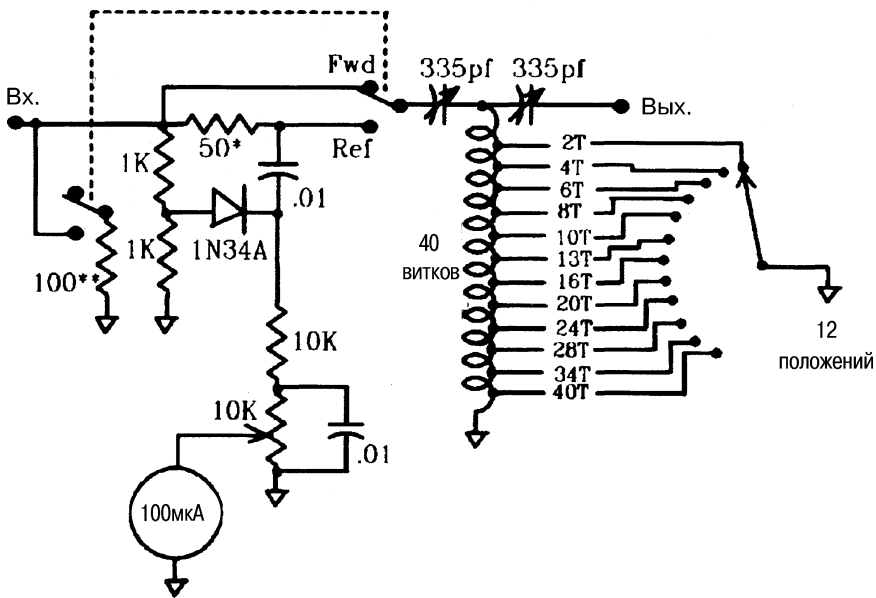 Fwd
335pf 335pf
Вх.
Вых.
50*
Ref
1K
.01
1N34A
1K
100**
2T
4T
6T
8T
10T
13T
16T
20T
24T
28T
34T
40T
40
витков
12
положений
10K
10K
.01
100мкА